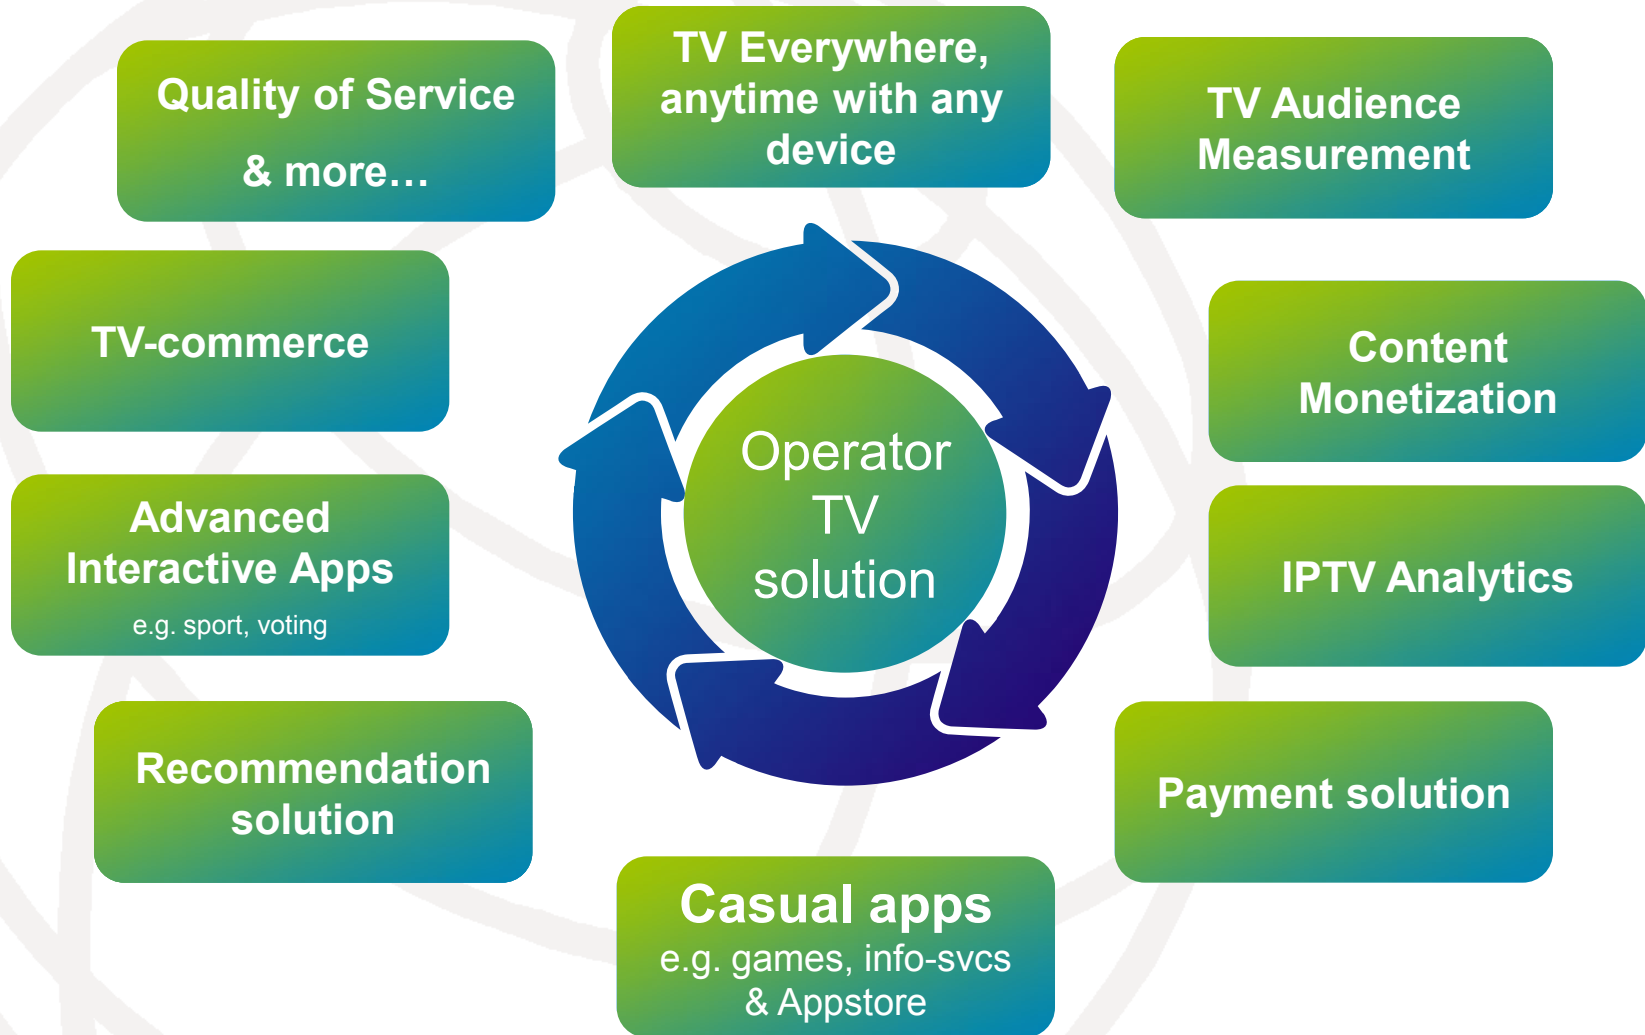 Quality of Service
& more…
TV Everywhere,
anytime with any
device
TV Audience
Measurement
TV-commerce
Content
Monetization
Operator
TV
solution
Advanced
Interactive Apps
e.g. sport, voting
IPTV Analytics
Recommendation
solution
Payment solution
Casual apps
e.g. games, info-svcs
& Appstore